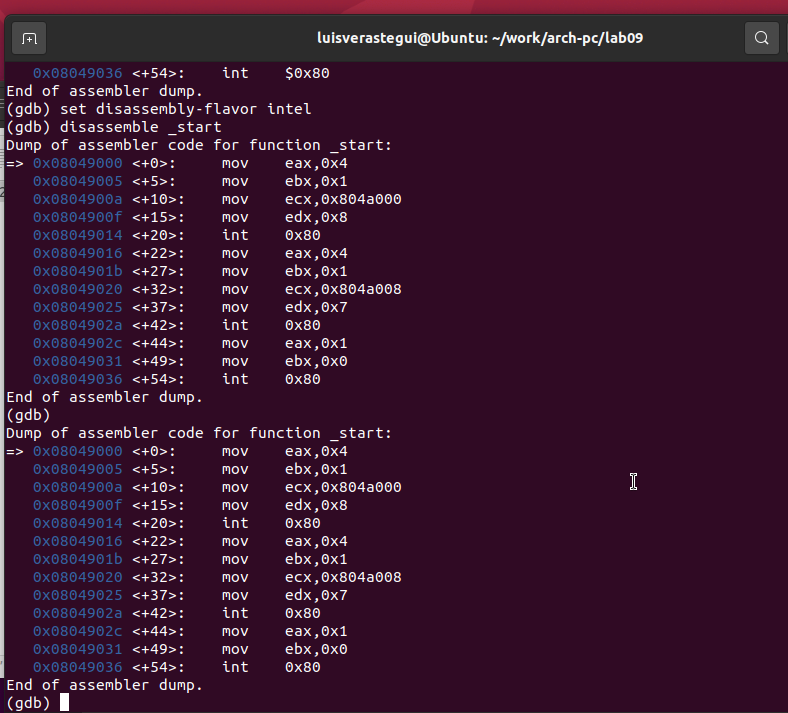 luisverastegui@Ubuntu: ~/work/arch-pc/lab09
   0x08049036 <+54>:	int    $0x80
End of assembler dump.
(gdb) set disassembly-flavor intel
(gdb) disassemble _start
Dump of assembler code for function _start:
=> 0x08049000 <+0>:	mov    eax,0x4
   0x08049005 <+5>:	mov    ebx,0x1
   0x0804900a <+10>:	mov    ecx,0x804a000
   0x0804900f <+15>:	mov    edx,0x8
   0x08049014 <+20>:	int    0x80
   0x08049016 <+22>:	mov    eax,0x4
   0x0804901b <+27>:	mov    ebx,0x1
   0x08049020 <+32>:	mov    ecx,0x804a008
   0x08049025 <+37>:	mov    edx,0x7
   0x0804902a <+42>:	int    0x80
   0x0804902c <+44>:	mov    eax,0x1
   0x08049031 <+49>:	mov    ebx,0x0
   0x08049036 <+54>:	int    0x80
End of assembler dump.
(gdb)
Dump of assembler code for function _start:
=> 0x08049000 <+0>:	mov    eax,0x4
   0x08049005 <+5>:	mov    ebx,0x1
   0x0804900a <+10>:	mov    ecx,0x804a000
   0x0804900f <+15>:	mov    edx,0x8
   0x08049014 <+20>:	int    0x80
   0x08049016 <+22>:	mov    eax,0x4
   0x0804901b <+27>:	mov    ebx,0x1
   0x08049020 <+32>:	mov    ecx,0x804a008
   0x08049025 <+37>:	mov    edx,0x7
   0x0804902a <+42>:	int    0x80
   0x0804902c <+44>:	mov    eax,0x1
   0x08049031 <+49>:	mov    ebx,0x0
   0x08049036 <+54>:	int    0x80
End of assembler dump.
(gdb)